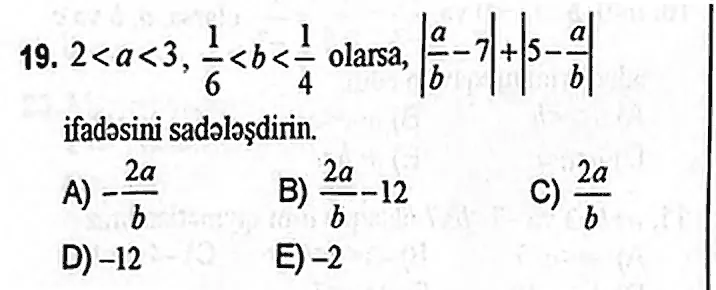 19. 2<a<3, 1/6<b<1/4 olarsa, |a/b−7|+|5−a/b|
ifadəsini sadələşdirin.
A) −2a/b B) 2a/b−12 C) 2a/b
D) −12 E) −2